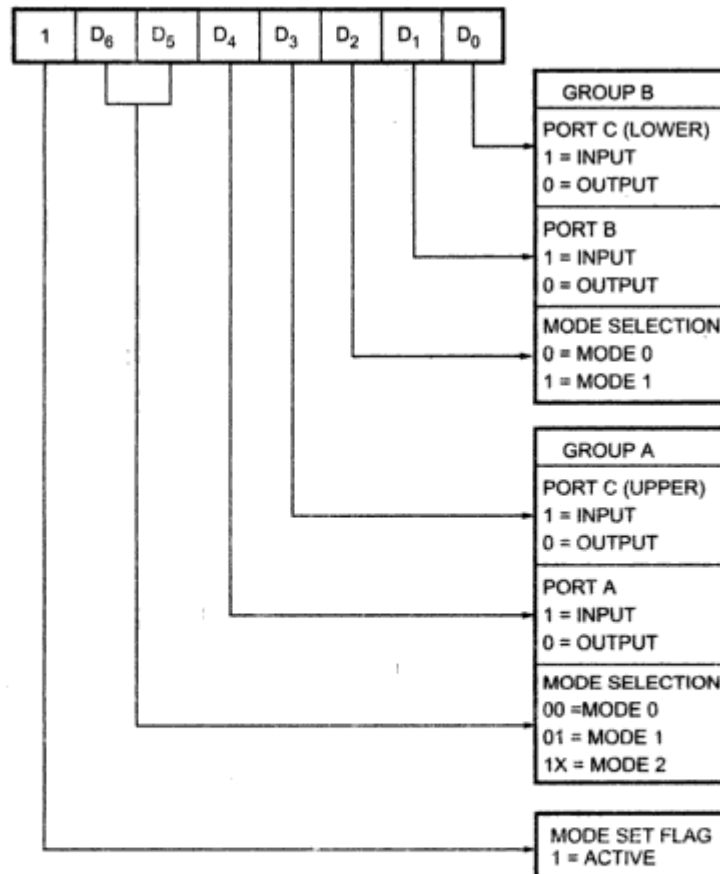 1 D6 D5 D4 D3 D2 D1 D0
GROUP B
PORT C (LOWER)
1 = INPUT
0 = OUTPUT
PORT B
1 = INPUT
0 = OUTPUT
MODE SELECTION
0 = MODE 0
1 = MODE 1
GROUP A
PORT C (UPPER)
1 = INPUT
0 = OUTPUT
PORT A
1 = INPUT
0 = OUTPUT
MODE SELECTION
00 =MODE 0
01 = MODE 1
1X = MODE 2
MODE SET FLAG
1 = ACTIVE